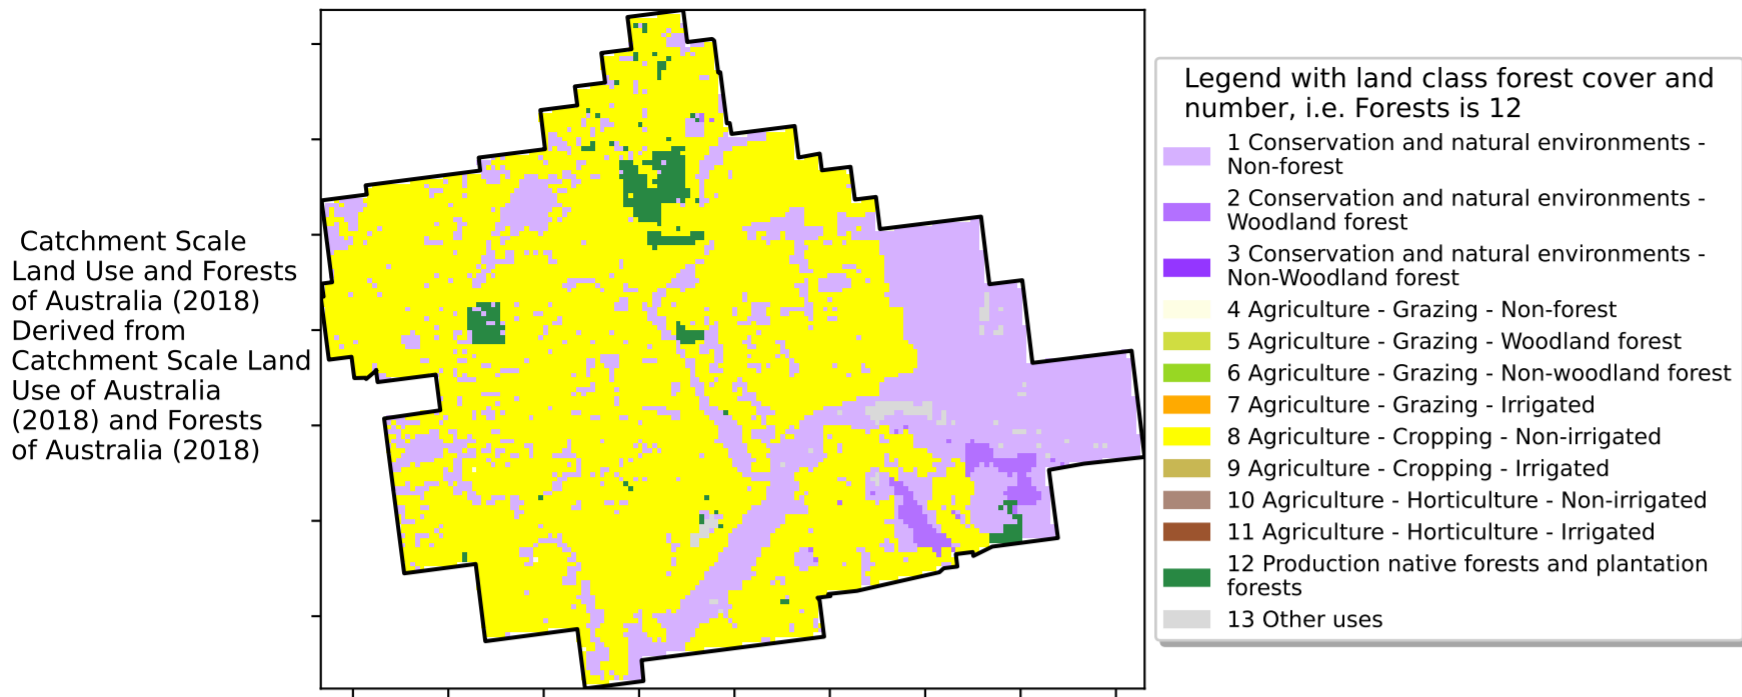 Catchment Scale
Land Use and Forests
of Australia (2018)
Derived from
Catchment Scale Land
Use of Australia
(2018) and Forests
of Australia (2018)
Legend with land class forest cover and
number, i.e. Forests is 12
1 Conservation and natural environments -
Non-forest
2 Conservation and natural environments -
Woodland forest
3 Conservation and natural environments -
Non-Woodland forest
4 Agriculture - Grazing - Non-forest
5 Agriculture - Grazing - Woodland forest
6 Agriculture - Grazing - Non-woodland forest
7 Agriculture - Grazing - Irrigated
8 Agriculture - Cropping - Non-irrigated
9 Agriculture - Cropping - Irrigated
10 Agriculture - Horticulture - Non-irrigated
11 Agriculture - Horticulture - Irrigated
12 Production native forests and plantation
forests
13 Other uses